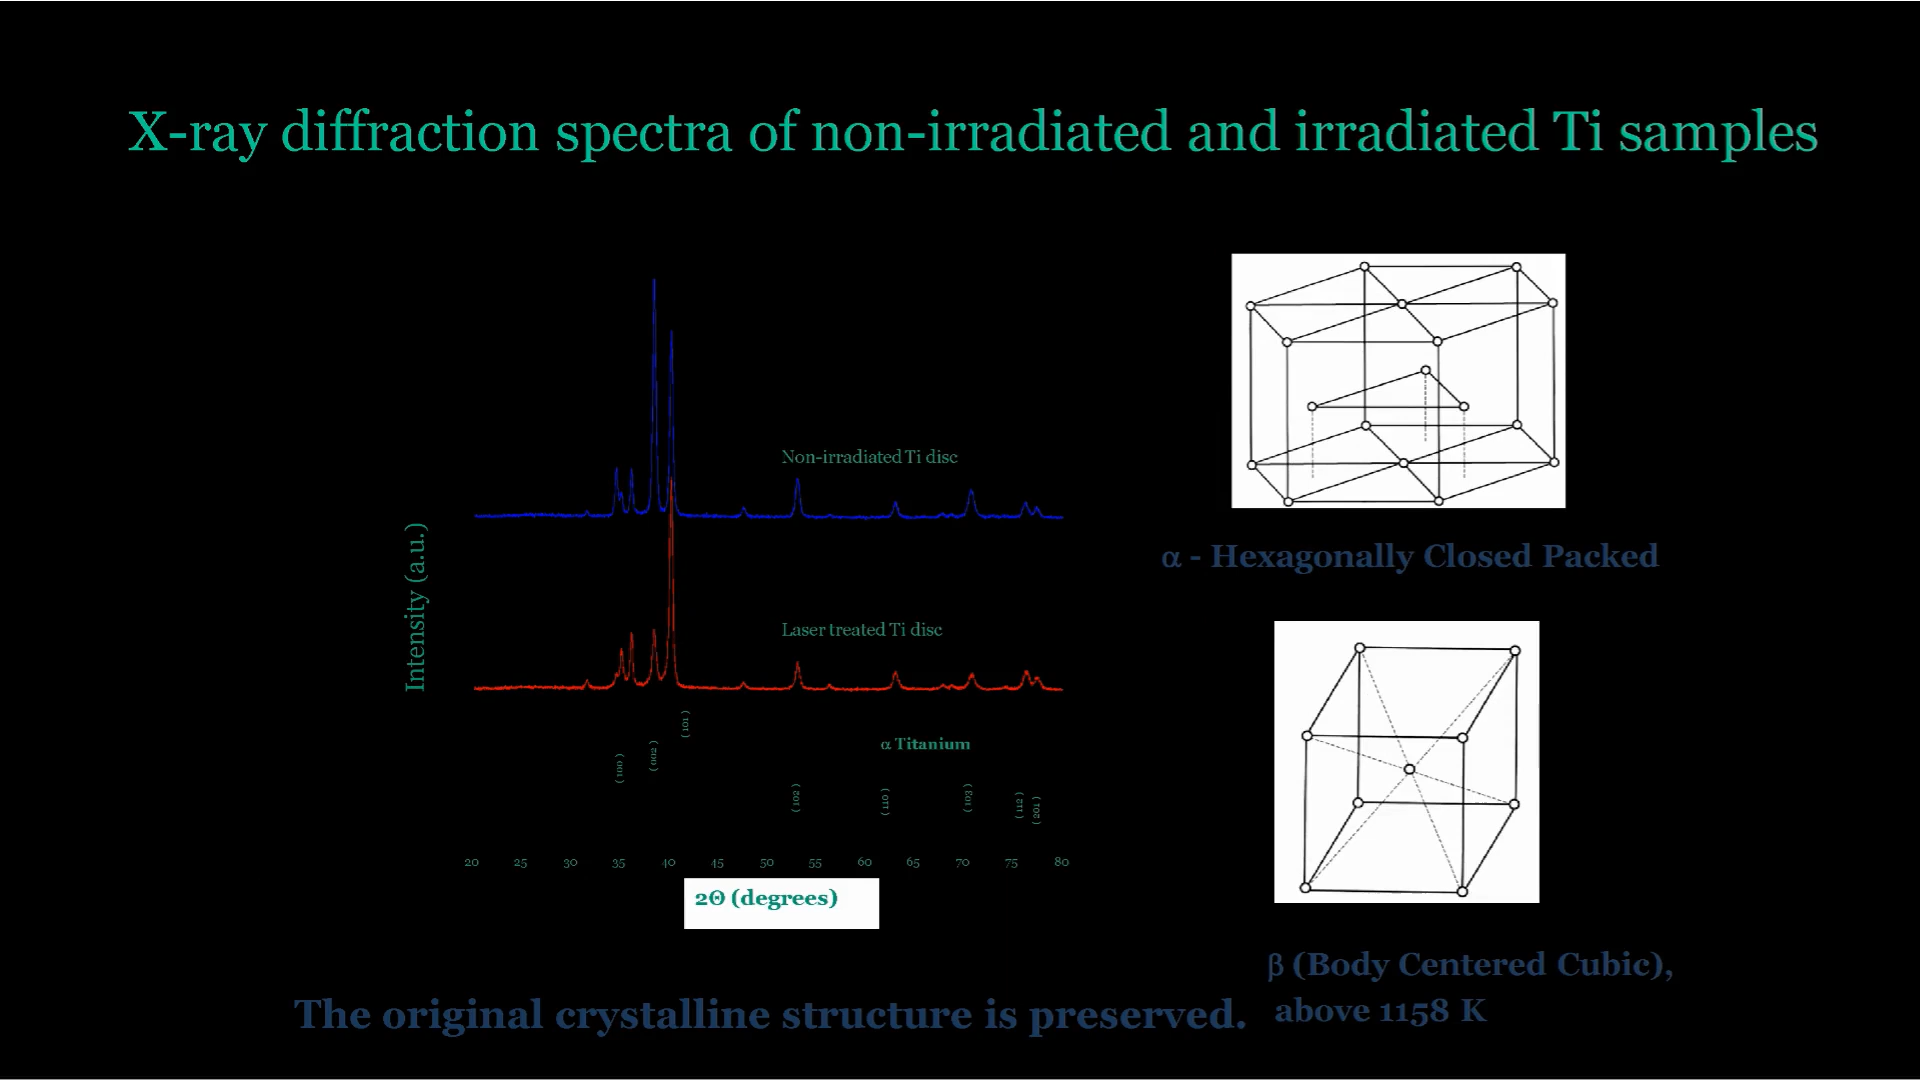 X-ray diffraction spectra of non-irradiated and irradiated Ti samples
Non-irradiated Ti disc
Intensity (a.u.)
Laser treated Ti disc
α Titanium
( 100 )
( 002 )
( 101 )
( 102 )
( 110 )
( 103 )
( 112 )
( 201 )
20 25 30 35 40 45 50 55 60 65 70 75 80
2Θ (degrees)
α - Hexagonally Closed Packed
β (Body Centered Cubic),
above 1158 K
The original crystalline structure is preserved.